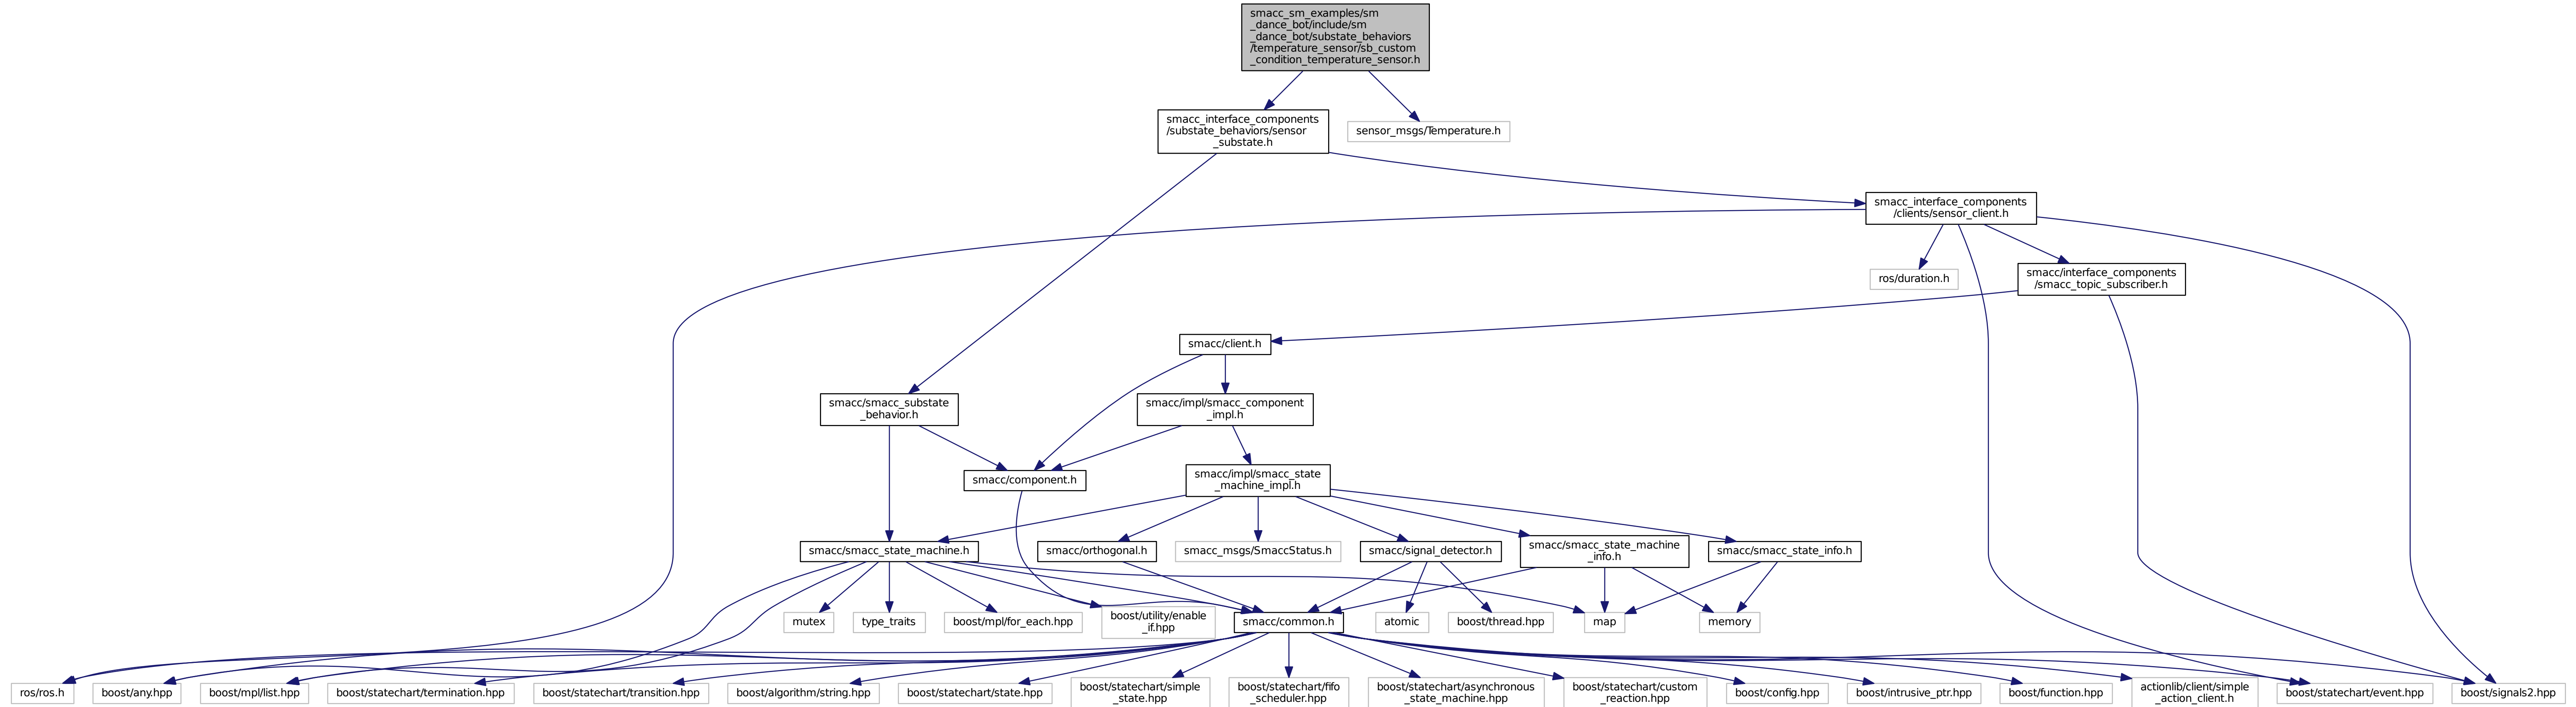 smacc_sm_examples/sm
_dance_bot/include/sm
_dance_bot/substate_behaviors
/temperature_sensor/sb_custom
_condition_temperature_sensor.h
smacc_interface_components
/substate_behaviors/sensor
_substate.h
sensor_msgs/Temperature.h
smacc_interface_components
/clients/sensor_client.h
ros/duration.h
smacc/interface_components
/smacc_topic_subscriber.h
smacc/client.h
smacc/smacc_substate
_behavior.h
smacc/impl/smacc_component
_impl.h
smacc/component.h
smacc/impl/smacc_state
_machine_impl.h
smacc/smacc_state_machine.h
smacc/orthogonal.h
smacc_msgs/SmaccStatus.h
smacc/signal_detector.h
smacc/smacc_state_machine
_info.h
smacc/smacc_state_info.h
mutex
type_traits
boost/mpl/for_each.hpp
boost/utility/enable
_if.hpp
smacc/common.h
atomic
boost/thread.hpp
map
memory
ros/ros.h
boost/any.hpp
boost/mpl/list.hpp
boost/statechart/termination.hpp
boost/statechart/transition.hpp
boost/algorithm/string.hpp
boost/statechart/state.hpp
boost/statechart/simple
_state.hpp
boost/statechart/fifo
_scheduler.hpp
boost/statechart/asynchronous
_state_machine.hpp
boost/statechart/custom
_reaction.hpp
boost/config.hpp
boost/intrusive_ptr.hpp
boost/function.hpp
actionlib/client/simple
_action_client.h
boost/statechart/event.hpp
boost/signals2.hpp